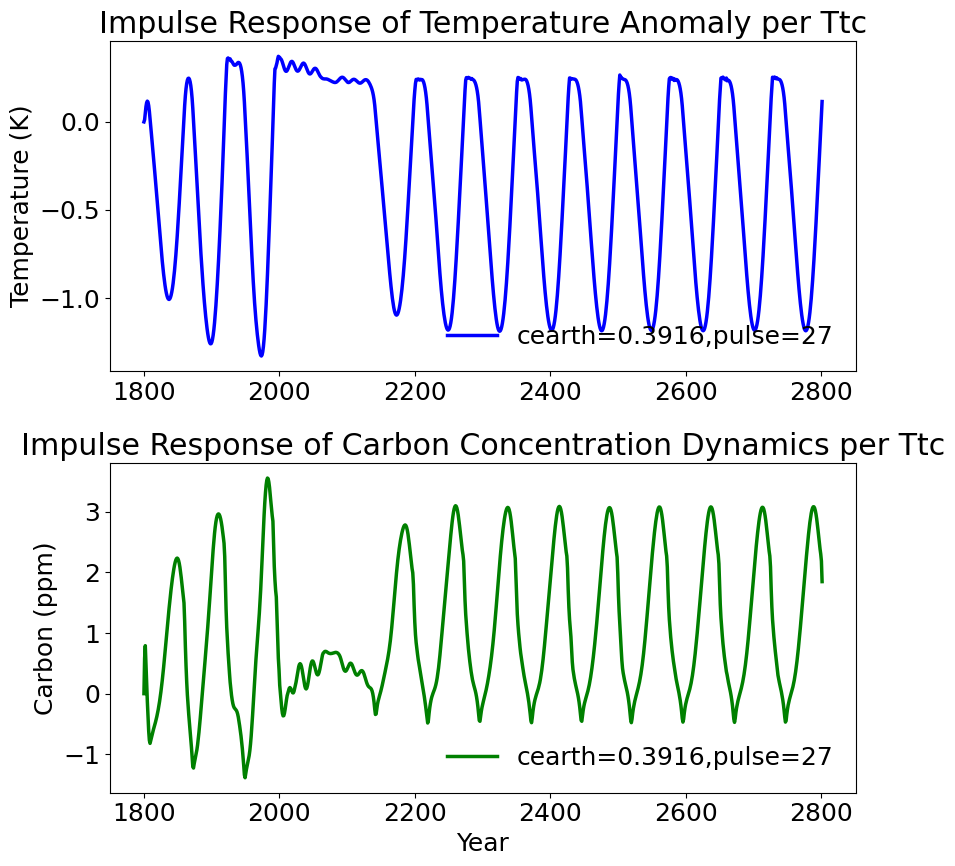 Impulse Response of Temperature Anomaly per Ttc
Temperature (K)
0.0
−0.5
−1.0
cearth=0.3916,pulse=27
1800 2000 2200 2400 2600 2800
Impulse Response of Carbon Concentration Dynamics per Ttc
Carbon (ppm)
3
2
1
0
−1
cearth=0.3916,pulse=27
1800 2000 2200 2400 2600 2800
Year